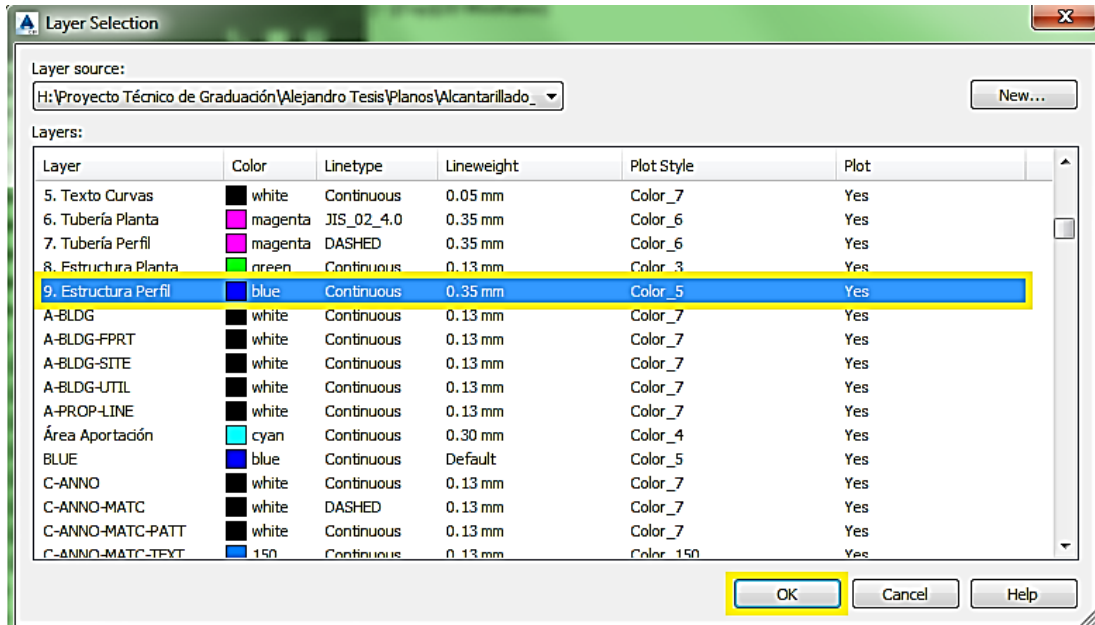 Layer Selection
Layer source:
H:\Proyecto Técnico de Graduación\Alejandro Tesis\Planos\Alcantarillado_
New...
Layers:
Layer Color Linetype Lineweight Plot Style Plot
5. Texto Curvas white Continuous 0.05 mm Color_7 Yes
6. Tubería Planta magenta JIS_02_4.0 0.35 mm Color_6 Yes
7. Tubería Perfil magenta DASHED 0.35 mm Color_6 Yes
8. Estructura Planta green Continuous 0.13 mm Color_3 Yes
9. Estructura Perfil blue Continuous 0.35 mm Color_5 Yes
A-BLDG white Continuous 0.13 mm Color_7 Yes
A-BLDG-FPRT white Continuous 0.13 mm Color_7 Yes
A-BLDG-SITE white Continuous 0.13 mm Color_7 Yes
A-BLDG-UTIL white Continuous 0.13 mm Color_7 Yes
A-PROP-LINE white Continuous 0.13 mm Color_7 Yes
Área Aportación cyan Continuous 0.30 mm Color_4 Yes
BLUE blue Continuous Default Color_5 Yes
C-ANNO white Continuous 0.13 mm Color_7 Yes
C-ANNO-MATC white DASHED 0.13 mm Color_7 Yes
C-ANNO-MATC-PATT white Continuous 0.13 mm Color_7 Yes
C-ANNO-MATC-TEXT 150 Continuous 0.13 mm Color_150 Yes
OK Cancel Help